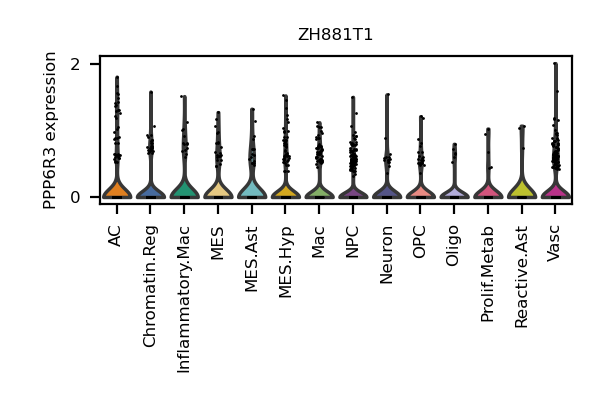 ZH881T1
PPP6R3 expression
2
0
AC
Chromatin.Reg
Inflammatory.Mac
MES
MES.Ast
MES.Hyp
Mac
NPC
Neuron
OPC
Oligo
Prolif.Metab
Reactive.Ast
Vasc